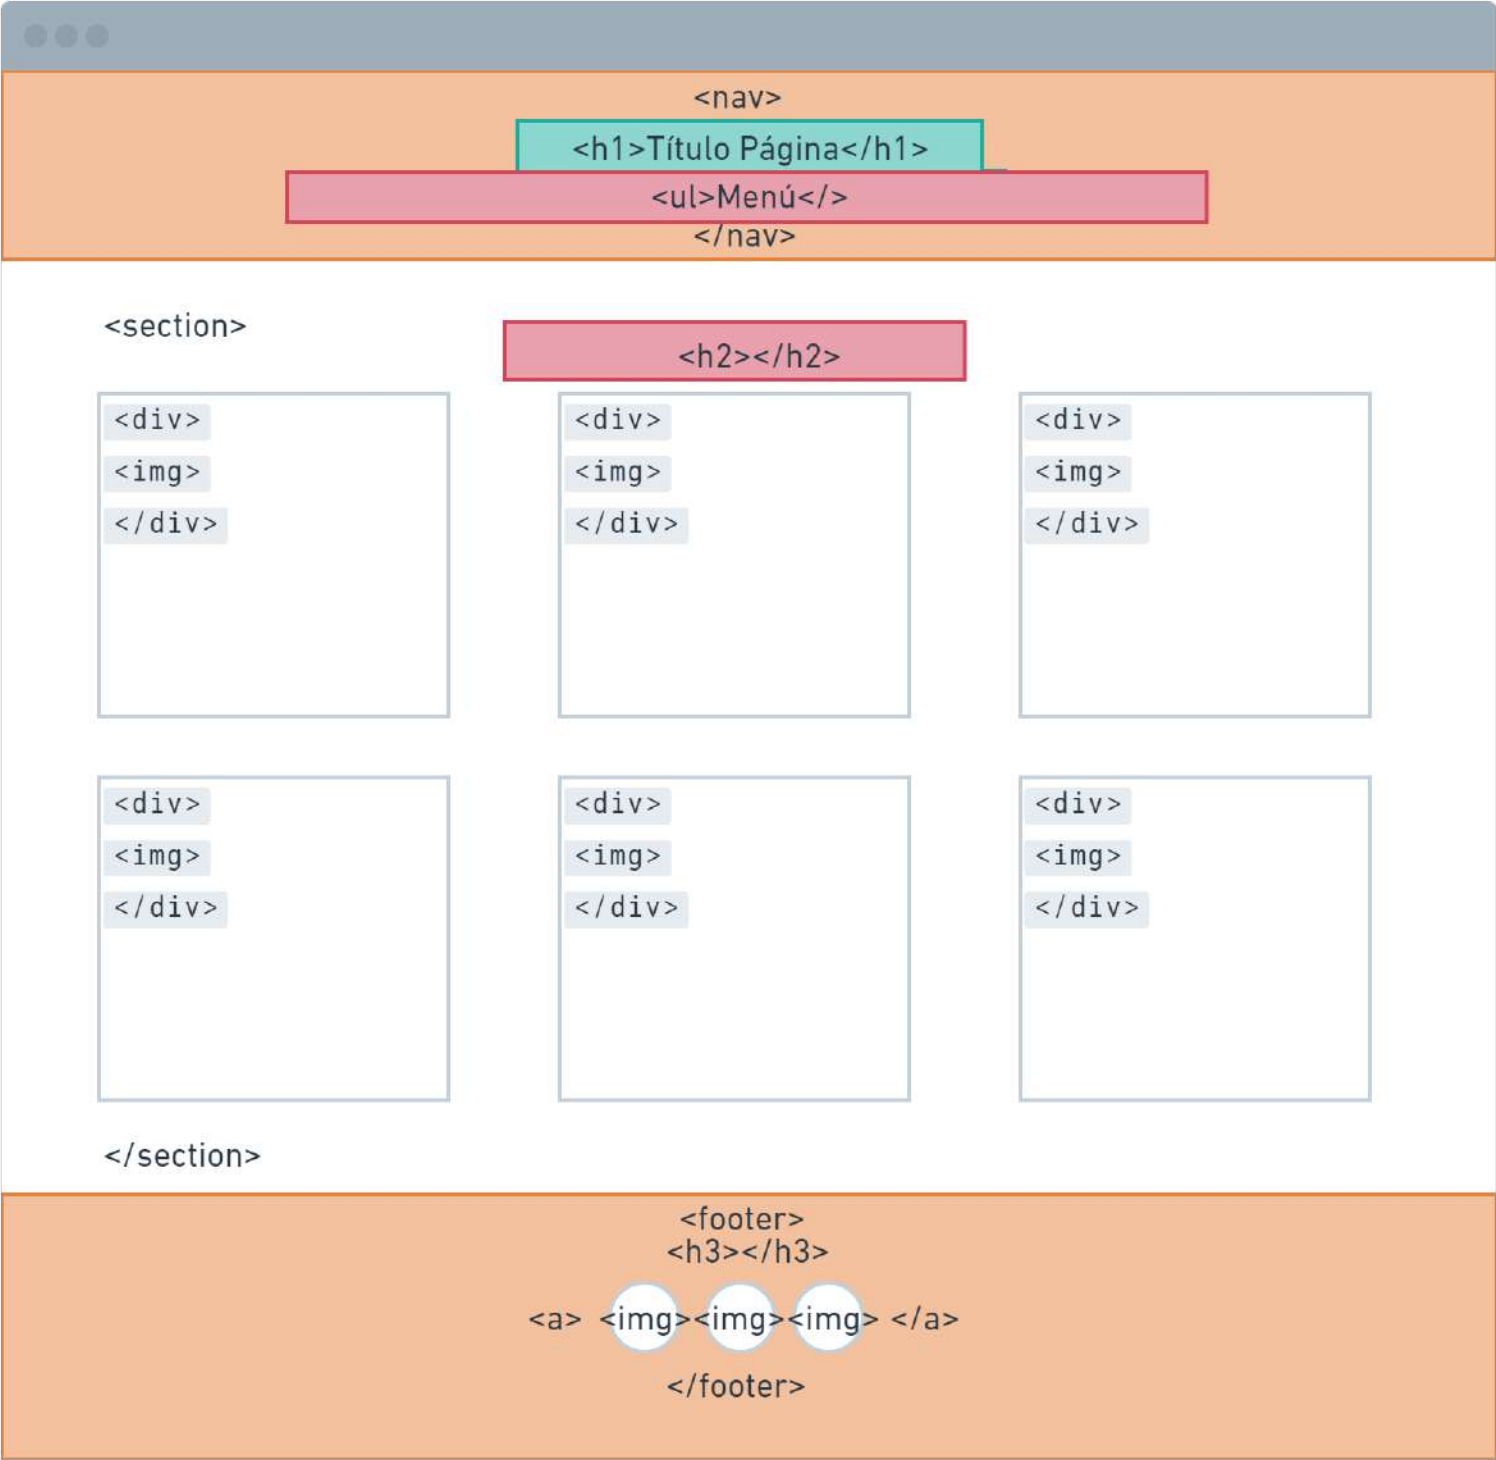 <nav>
<h1>Título Página</h1>
<ul>Menú</>
</nav>
<section>
<h2></h2>
<div> <div> <div>
<img> <img> <img>
</div> </div> </div>
<div> <div> <div>
<img> <img> <img>
</div> </div> </div>
</section>
<footer>
<h3></h3>
<a> <img><img><img> </a>
</footer>